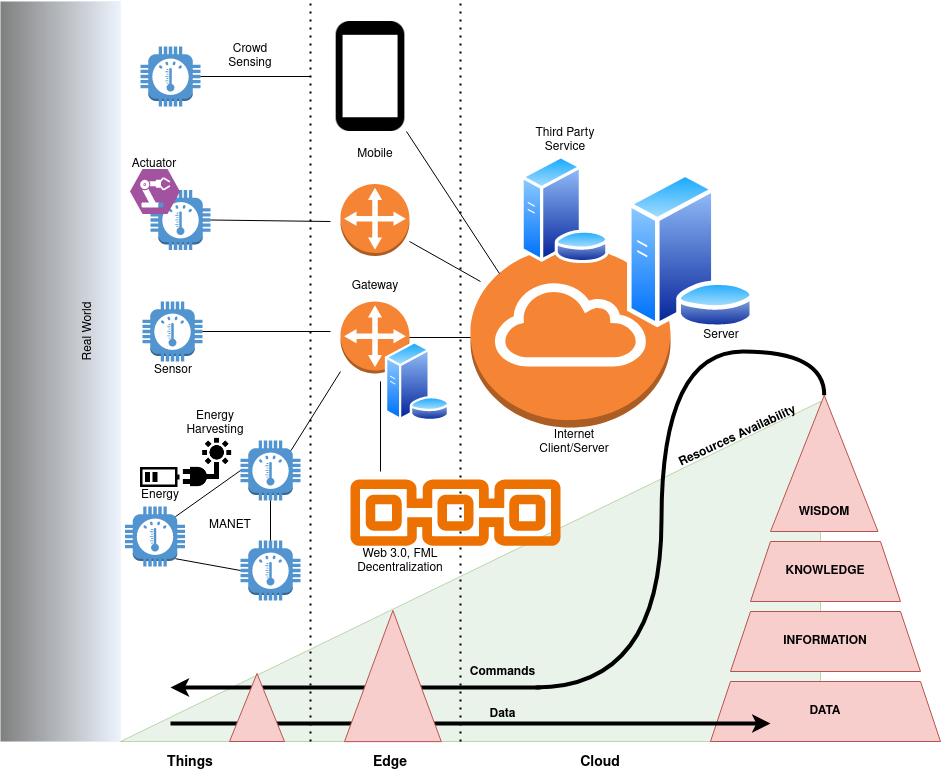 Crowd
Sensing
Mobile
Third Party
Service
Actuator
Gateway
Real World
Sensor
Server
Energy
Harvesting
Energy
MANET
Internet
Client/Server
Resources Availability
Web 3.0, FML
Decentralization
WISDOM
KNOWLEDGE
INFORMATION
DATA
Commands
Data
Things
Edge
Cloud